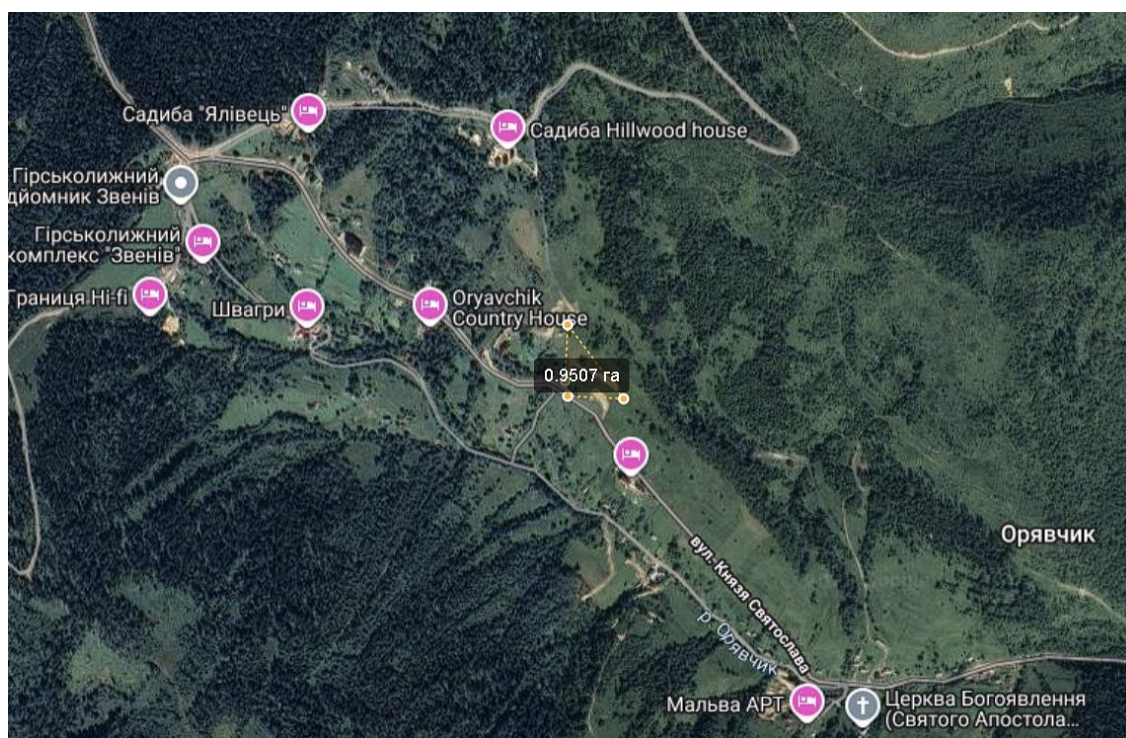 Садиба "Ялівець"
Садиба Hillwood house
Гірськолижний
дйомник Звенів
Гірськолижний
комплекс "Звенів"
Границя Hi-fi
Швагри
Oryavchik
Country House
0.9507 га
Орявчик
вул. Князя Святослава
р. Орявчик
Мальва АРТ
Церква Богоявлення
(Святого Апостола...